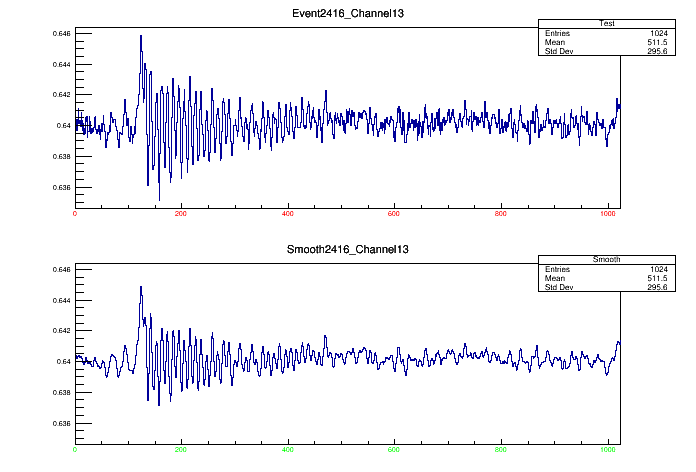 Event2416_Channel13
Test
Entries 1024
Mean 511.5
Std Dev 295.6
0.646
0.644
0.642
0.64
0.638
0.636
0 200 400 600 800 1000
Smooth2416_Channel13
Smooth
Entries 1024
Mean 511.5
Std Dev 295.6
0.646
0.644
0.642
0.64
0.638
0.636
0 200 400 600 800 1000